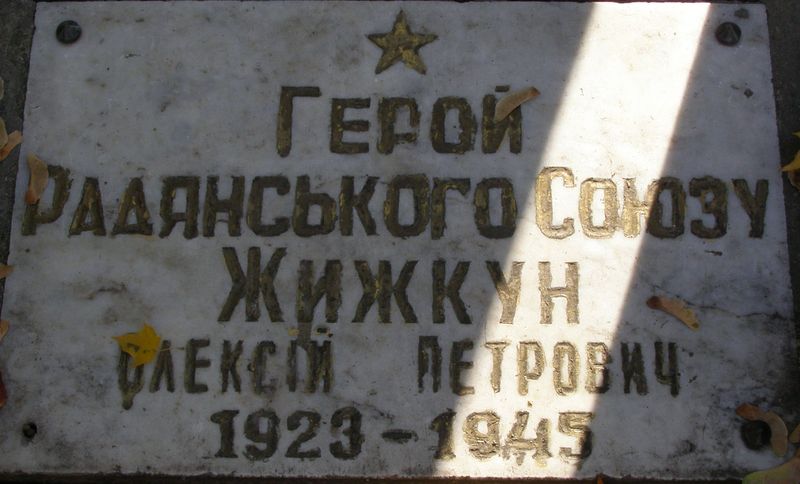 Герой
Радянського Союзу
Жижкун
Олексій Петрович
1923-1945